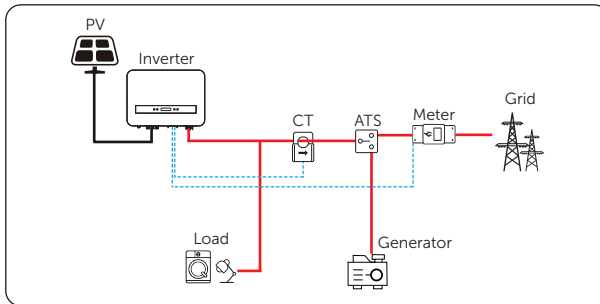 PV
Inverter
CT
ATS
Meter
Grid
Load
Generator